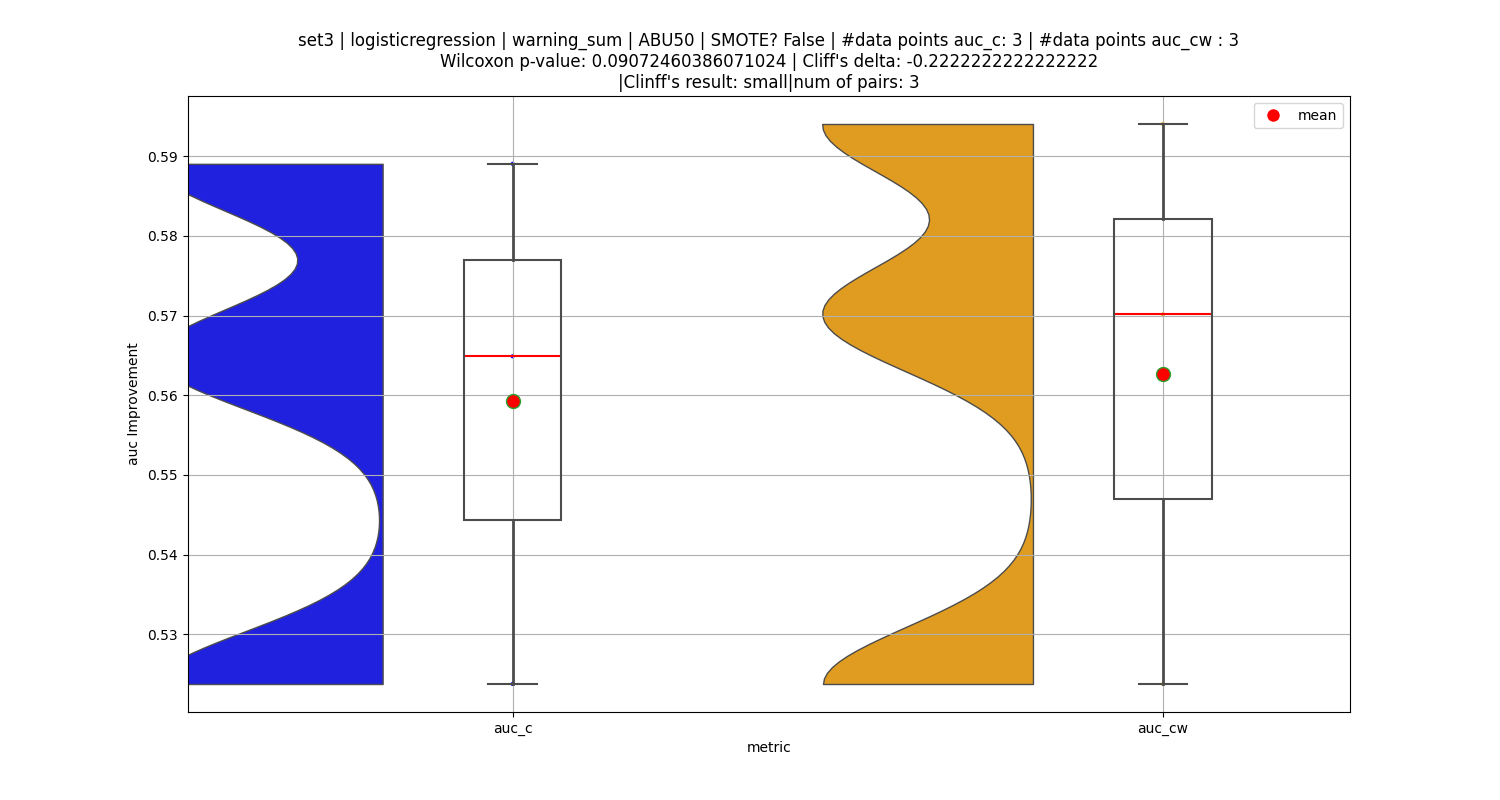 set3 | logisticregression | warning_sum | ABU50 | SMOTE? False | #data points auc_c: 3 | #data points auc_cw : 3
Wilcoxon p-value: 0.09072460386071024 | Cliff's delta: -0.2222222222222222
|Clinff's result: small|num of pairs: 3
mean
0.59
0.58
0.57
0.56
0.55
0.54
0.53
auc Improvement
auc_c
auc_cw
metric